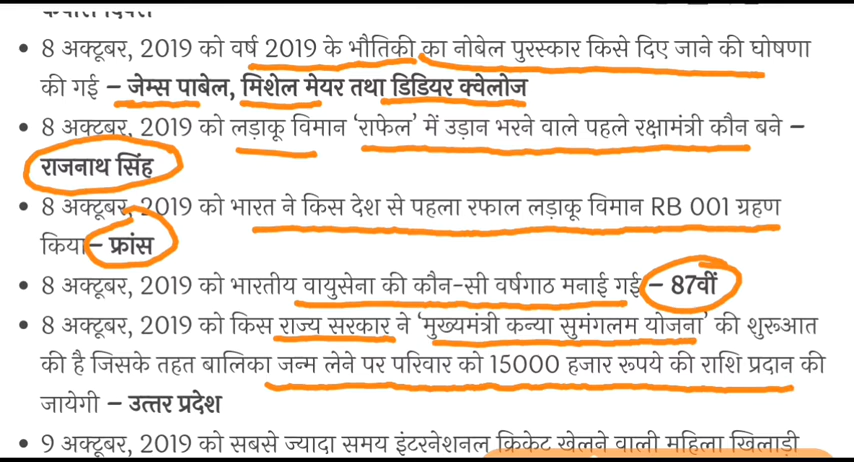 • 8 अक्टूबर, 2019 को वर्ष 2019 के भौतिकी का नोबेल पुरस्कार किसे दिए जाने की घोषणा
की गई – जेम्स पाबेल, मिशेल मेयर तथा डिडियर क्वेलोज
• 8 अक्टूबर, 2019 को लड़ाकू विमान ‘राफेल’ में उड़ान भरने वाले पहले रक्षामंत्री कौन बने –
राजनाथ सिंह
• 8 अक्टूबर, 2019 को भारत ने किस देश से पहला रफाल लड़ाकू विमान RB 001 ग्रहण
किया– फ्रांस
• 8 अक्टूबर, 2019 को भारतीय वायुसेना की कौन-सी वर्षगाठ मनाई गई – 87वीं
• 8 अक्टूबर, 2019 को किस राज्य सरकार ने ‘मुख्यमंत्री कन्या सुमंगलम योजना’ की शुरूआत
की है जिसके तहत बालिका जन्म लेने पर परिवार को 15000 हजार रूपये की राशि प्रदान की
जायेगी – उत्तर प्रदेश
• 9 अक्टूबर, 2019 को सबसे ज्यादा समय इंटरनेशनल क्रिकेट खेलने वाली महिला खिलाड़ी